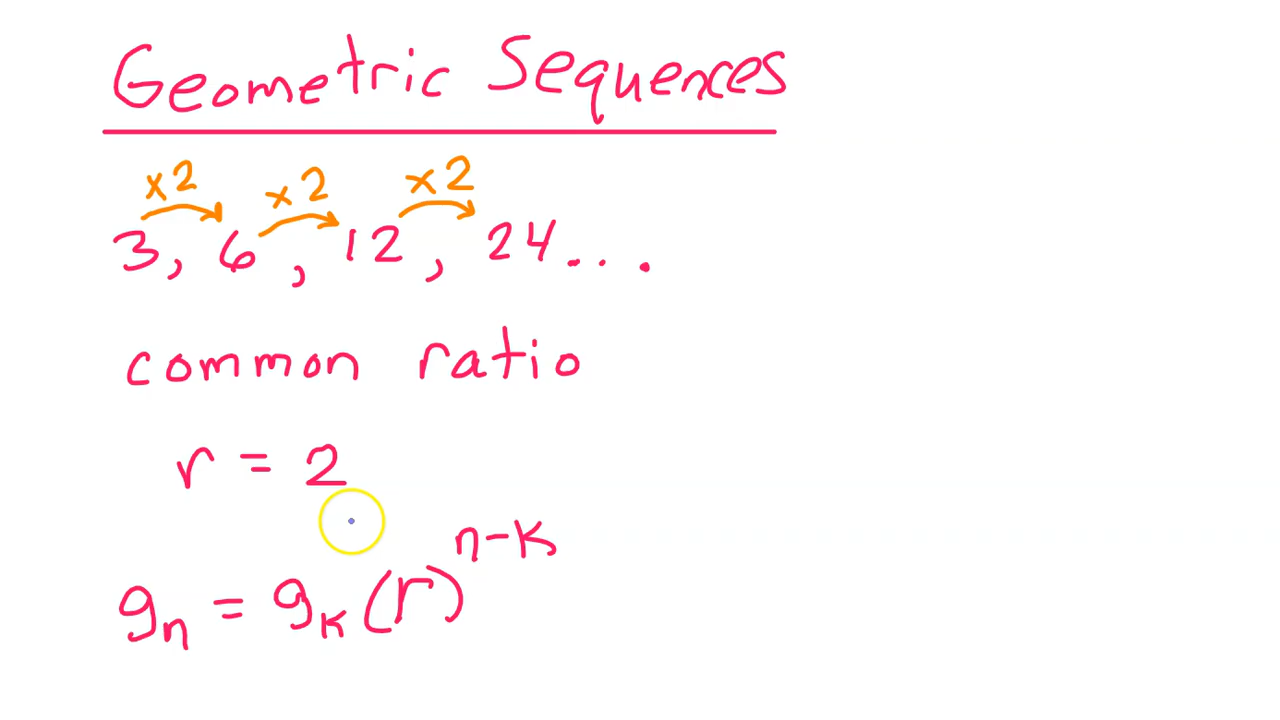 Geometric Sequences
x2 x2 x2
3, 6, 12, 24...
common ratio
r = 2
gₙ = gₖ(r)ⁿ⁻ᵏ